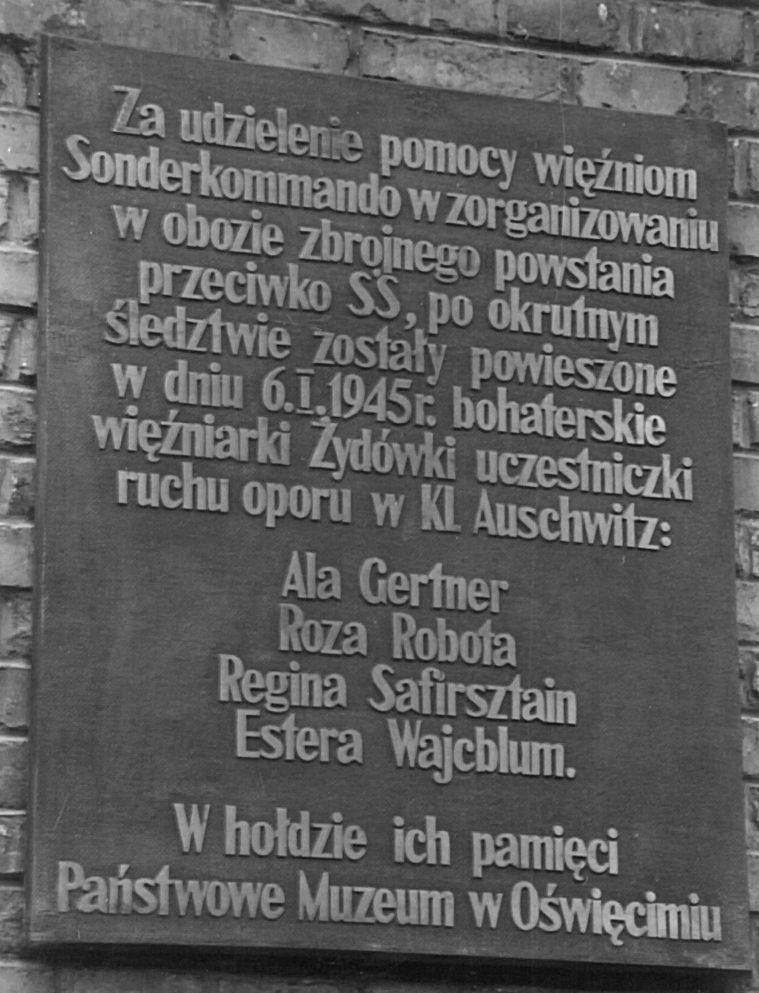 Za udzielenie pomocy więźniom
Sonderkommando w zorganizowaniu
w obozie zbrojnego powstania
przeciwko SS, po okrutnym
śledztwie zostały powieszone
w dniu 6.I.1945r. bohaterskie
więźniarki Żydówki uczestniczki
ruchu oporu w KL Auschwitz:
Ala Gertner
Roza Robota
Regina Safirsztain
Estera Wajcblum.
W hołdzie ich pamięci
Państwowe Muzeum w Oświęcimiu